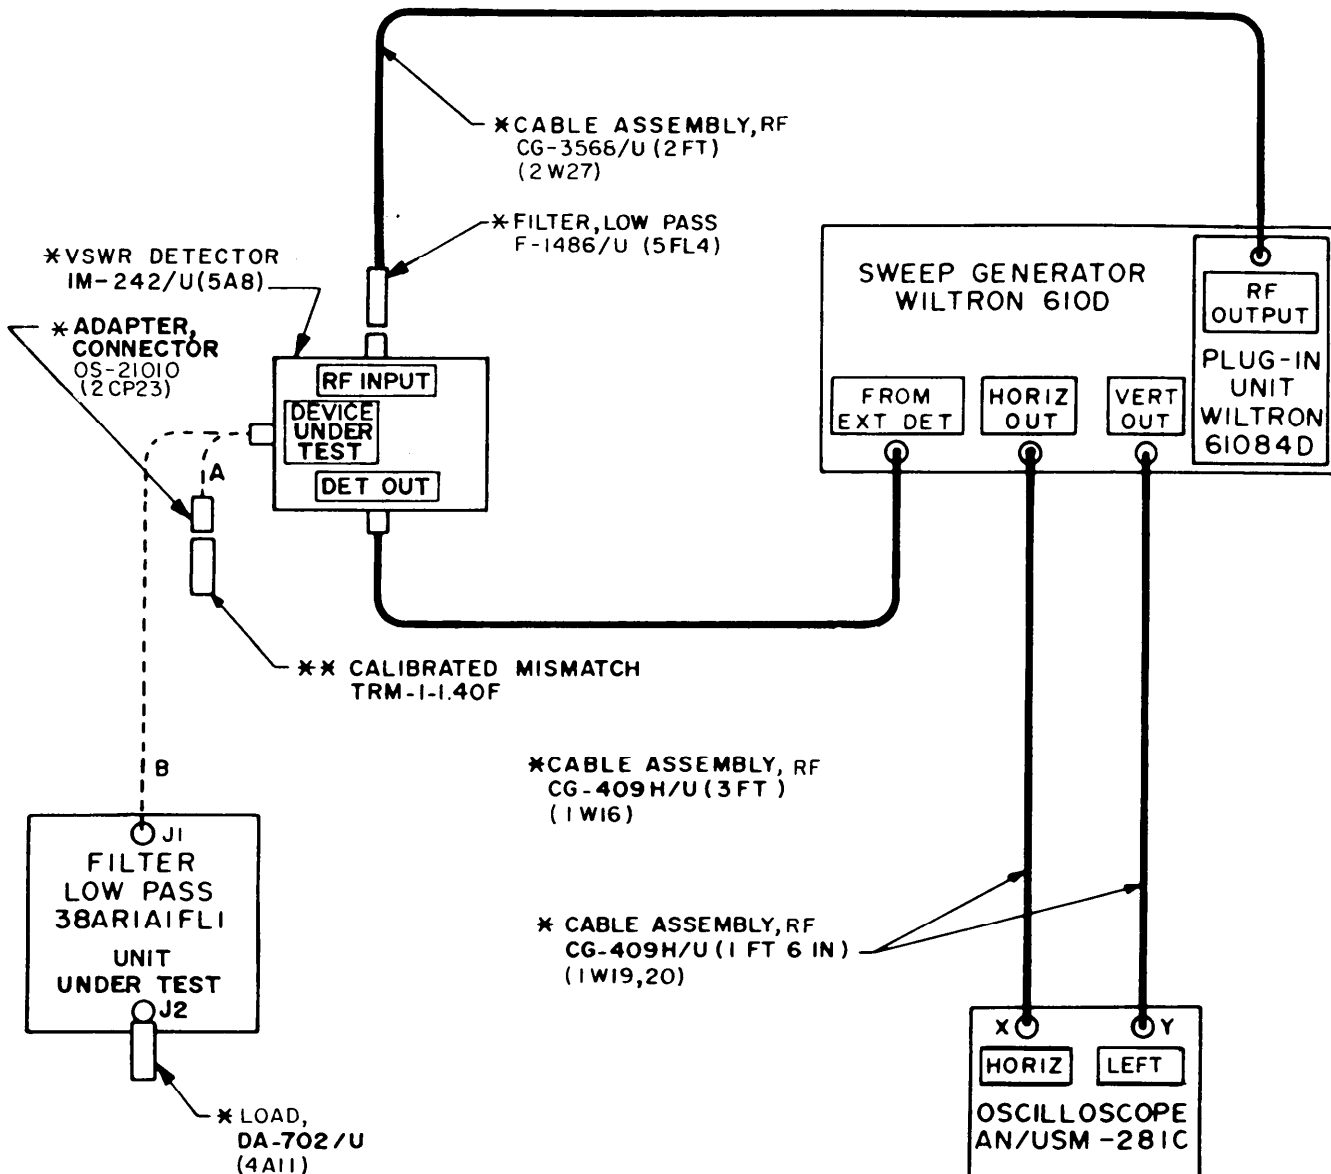 * CABLE ASSEMBLY, RF
CG-3568/U (2FT)
(2W27)
* FILTER, LOW PASS
F-1486/U (5FL4)
* VSWR DETECTOR
IM-242/U(5A8)
* ADAPTER,
CONNECTOR
OS-21010
(2CP23)
RF INPUT
DEVICE
UNDER
TEST
DET OUT
A
SWEEP GENERATOR
WILTRON 610D
FROM
EXT DET
HORIZ
OUT
VERT
OUT
RF
OUTPUT
PLUG-IN
UNIT
WILTRON
61084D
** CALIBRATED MISMATCH
TRM-1-1.40F
B
J1
FILTER
LOW PASS
38AR1A1FL1
UNIT
UNDER TEST
J2
* LOAD,
DA-702/U
(4A11)
* CABLE ASSEMBLY, RF
CG-409H/U (3FT)
(1W16)
* CABLE ASSEMBLY, RF
CG-409H/U (1 FT 6 IN)
(1W19,20)
X
Y
HORIZ
LEFT
OSCILLOSCOPE
AN/USM-281C